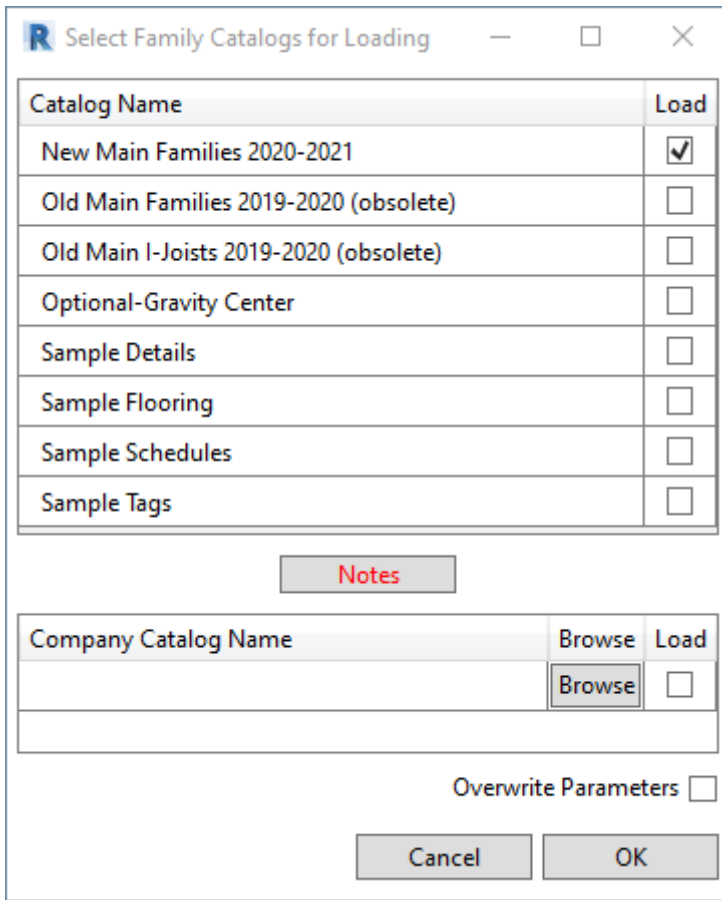 R Select Family Catalogs for Loading
Catalog Name Load
New Main Families 2020-2021
Old Main Families 2019-2020 (obsolete)
Old Main I-Joists 2019-2020 (obsolete)
Optional-Gravity Center
Sample Details
Sample Flooring
Sample Schedules
Sample Tags
Notes
Company Catalog Name Browse Load
Browse
Overwrite Parameters
Cancel OK